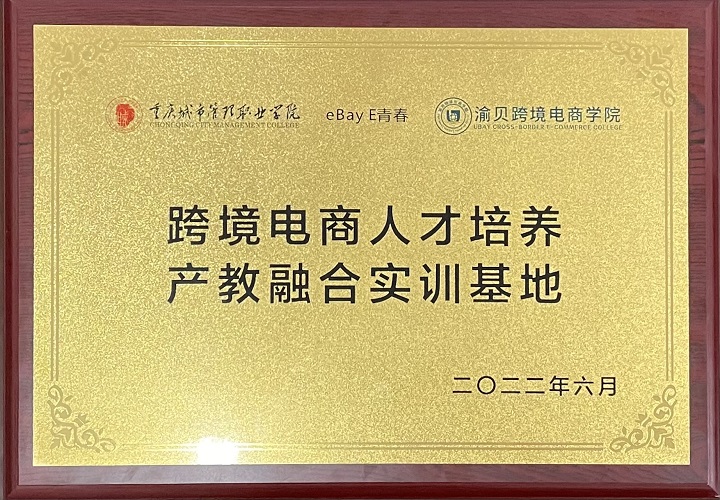 重庆城市管理职业学院 eBay E青春 渝贝跨境电商学院
CHONGQING CITY MANAGEMENT COLLEGE UBAY CROSS-BORDER E-COMMERCE COLLEGE
跨境电商人才培养
产教融合实训基地
二〇二二年六月